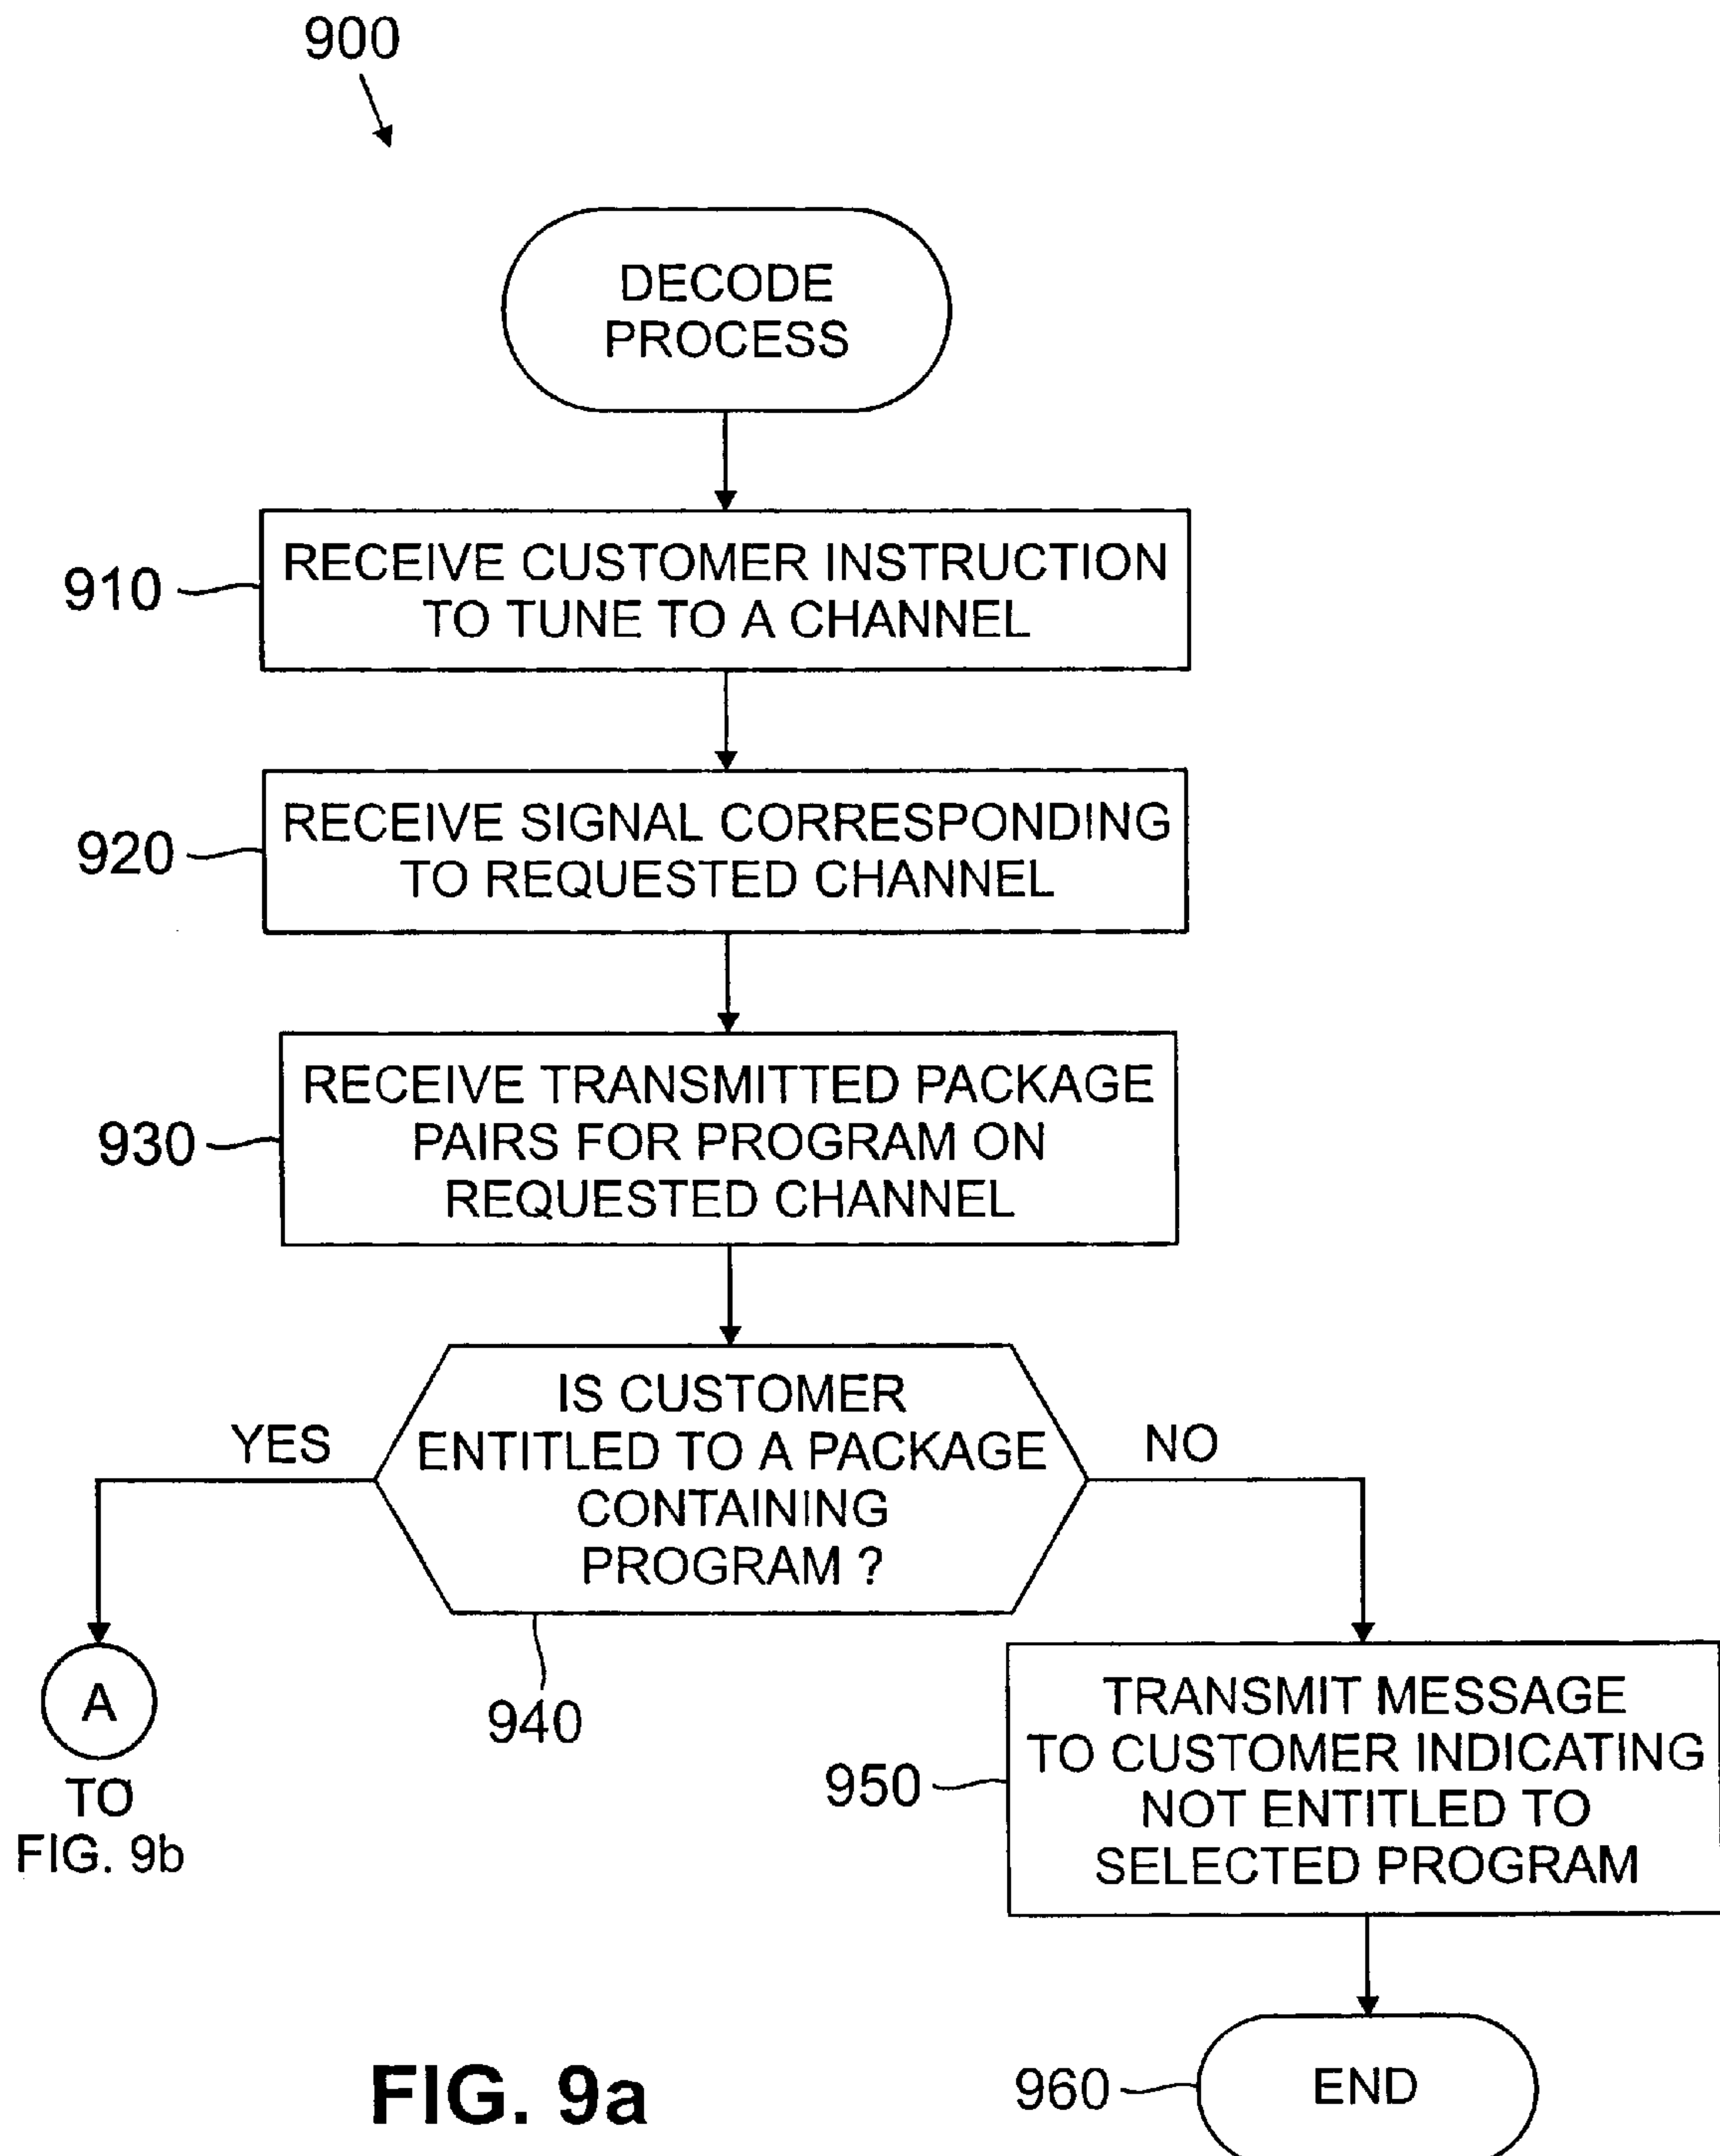 900
DECODE
PROCESS
910
RECEIVE CUSTOMER INSTRUCTION
TO TUNE TO A CHANNEL
920
RECEIVE SIGNAL CORRESPONDING
TO REQUESTED CHANNEL
930
RECEIVE TRANSMITTED PACKAGE
PAIRS FOR PROGRAM ON
REQUESTED CHANNEL
IS CUSTOMER
ENTITLED TO A PACKAGE
CONTAINING
PROGRAM ?
YES
NO
940
A
TO
FIG. 9b
950
TRANSMIT MESSAGE
TO CUSTOMER INDICATING
NOT ENTITLED TO
SELECTED PROGRAM
960
END
FIG. 9a